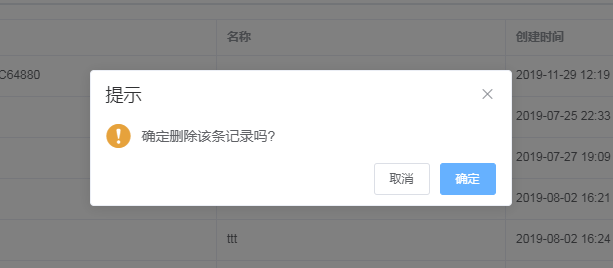 名称 创建时间
C64880 2019-11-29 12:19
提示
2019-07-25 22:33
确定删除该条记录吗?
2019-07-27 19:09
取消 确定
2019-08-02 16:21
ttt 2019-08-02 16:24